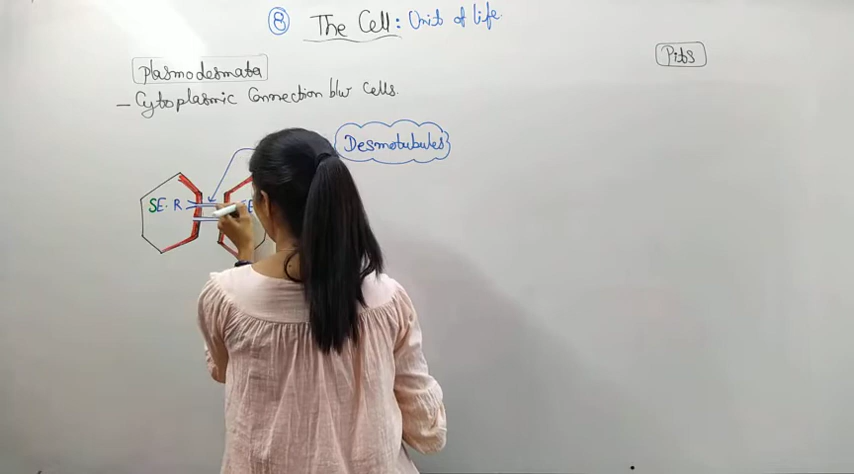 8 The Cell: Unit of life.
Pits
Plasmodesmata
– Cytoplasmic Connection b/w Cells.
Desmotubules
SE.R
E